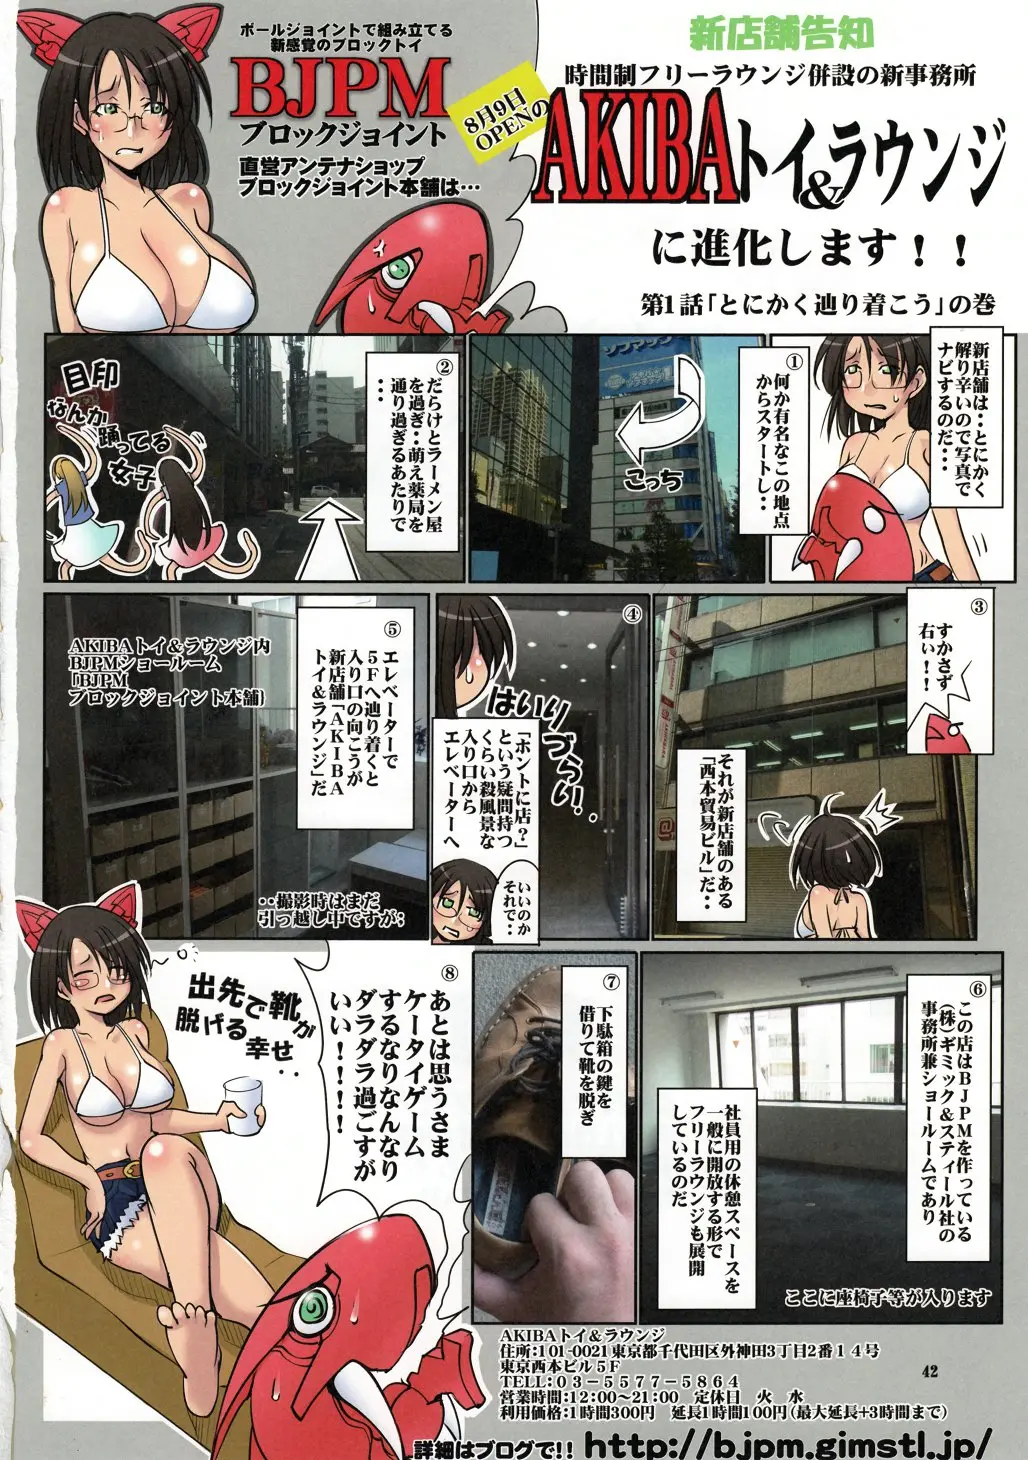 ボールジョイントで組み立てる
新感覚のブロックトイ
BJPM
ブロックジョイント
直営アンテナショップ
ブロックジョイント本舗は…
新店舗告知
時間制フリーラウンジ併設の新事務所
8月9日
OPENの
AKIBAトイ&ラウンジ
に進化します！！
第1話「とにかく辿り着こう」の巻
新店舗は‥とにかく
解り辛いので写真で
ナビするのだ‥‥
①
何か有名なこの地点
からスタートし‥
こっち
②
だらけとラーメン屋
を過ぎ‥萌え薬局を
通り過ぎるあたりで
‥‥
目印
なんか
踊ってる
女子
③
すかさず
右ぃ！！
それが新店舗のある
「西本貿易ビル」だ‥
④
はいりづらい！‥
「ホントに店？」
という疑問持つ
くらい殺風景な
入り口から
エレベーターへ
いいのか
それで‥
⑤
エレベーターで
5Fへ辿り着くと
入り口の向こうが
新店舗「AKIBA
トイ&ラウンジ」だ
AKIBAトイ&ラウンジ内
BJPMショールーム
「BJPM
ブロックジョイント本舗」
‥撮影時はまだ
引っ越し中ですが;
⑥
この店はBJPMを作っている
(株)ギミック&スティール社の
事務所兼ショールームであり
社員用の休憩スペースを
一般に開放する形で
フリーラウンジも展開
しているのだ
ここに座椅子等が入ります
⑦
下駄箱の鍵を
借りて靴を脱ぎ
⑧
あとは思うさま
ケータイゲーム
するなりなんなり
ダラダラ過ごすが
いい！！！！
出先で靴が
脱げる幸せ‥
AKIBAトイ&ラウンジ
住所:101-0021東京都千代田区外神田3丁目2番14号
東京西本ビル5F
TELL:03-5577-5864
営業時間:12:00～21:00　定休日　火　水
利用価格:1時間300円　延長1時間100円(最大延長+3時間まで)
42
詳細はブログで!! http://bjpm.gimstl.jp/